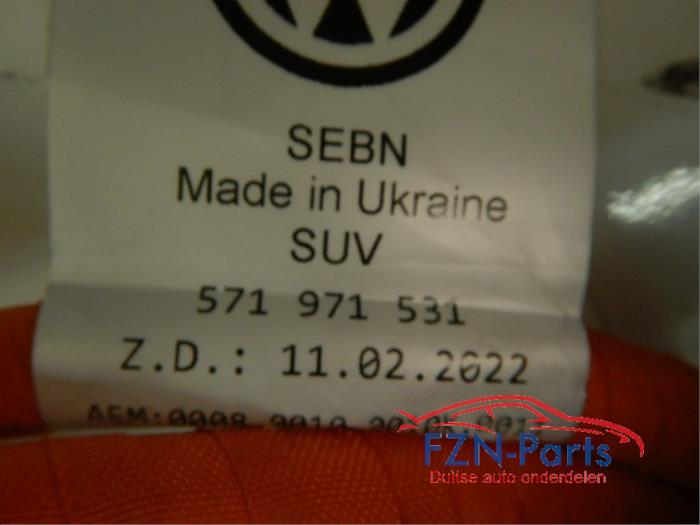 SEBN
Made in Ukraine
SUV
571 971 531
Z.D.: 11.02.2022
FZN-Parts
Duitse auto onderdelen